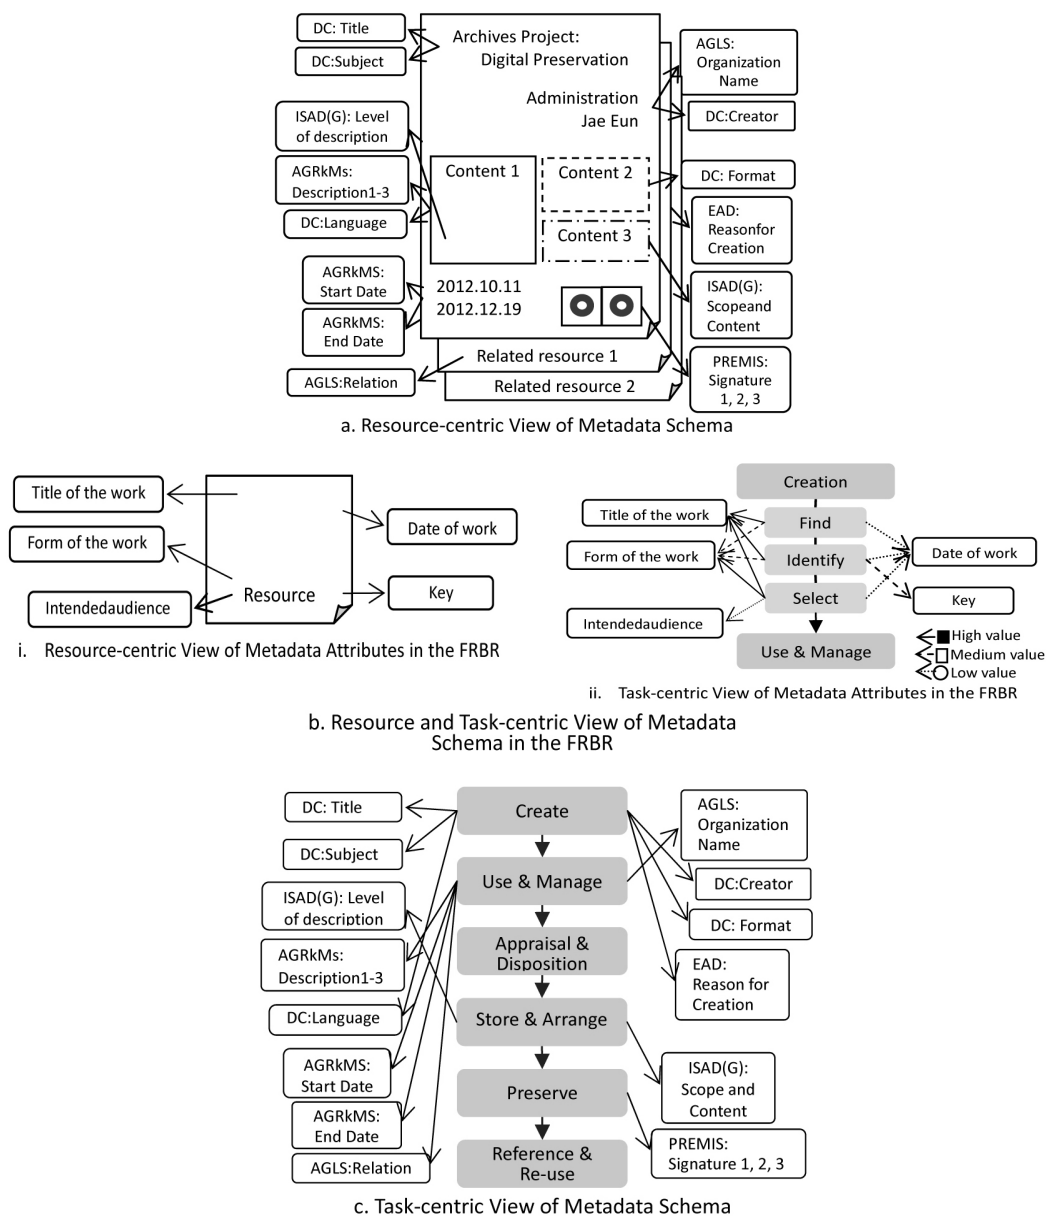 DC: Title
DC:Subject
Archives Project:
Digital Preservation
Administration
Jae Eun
AGLS:
Organization
Name
DC:Creator
ISAD(G): Level
of description
AGRkMs:
Description1-3
DC:Language
Content 1
Content 2
Content 3
DC: Format
EAD:
Reasonfor
Creation
AGRkMS:
Start Date
AGRkMS:
End Date
2012.10.11
2012.12.19
ISAD(G):
Scopeand
Content
AGLS:Relation
Related resource 1
Related resource 2
PREMIS:
Signature
1, 2, 3
a. Resource-centric View of Metadata Schema
Title of the work
Form of the work
Intendedaudience
Resource
Date of work
Key
i. Resource-centric View of Metadata Attributes in the FRBR
Creation
Find
Identify
Select
Use & Manage
Title of the work
Form of the work
Intendedaudience
Date of work
Key
High value
Medium value
Low value
ii. Task-centric View of Metadata Attributes in the FRBR
b. Resource and Task-centric View of Metadata
Schema in the FRBR
DC: Title
DC:Subject
ISAD(G): Level
of description
AGRkMs:
Description1-3
DC:Language
AGRkMS:
Start Date
AGRkMS:
End Date
AGLS:Relation
Create
Use & Manage
Appraisal &
Disposition
Store & Arrange
Preserve
Reference &
Re-use
AGLS:
Organization
Name
DC:Creator
DC: Format
EAD:
Reason for
Creation
ISAD(G):
Scope and
Content
PREMIS:
Signature 1, 2, 3
c. Task-centric View of Metadata Schema